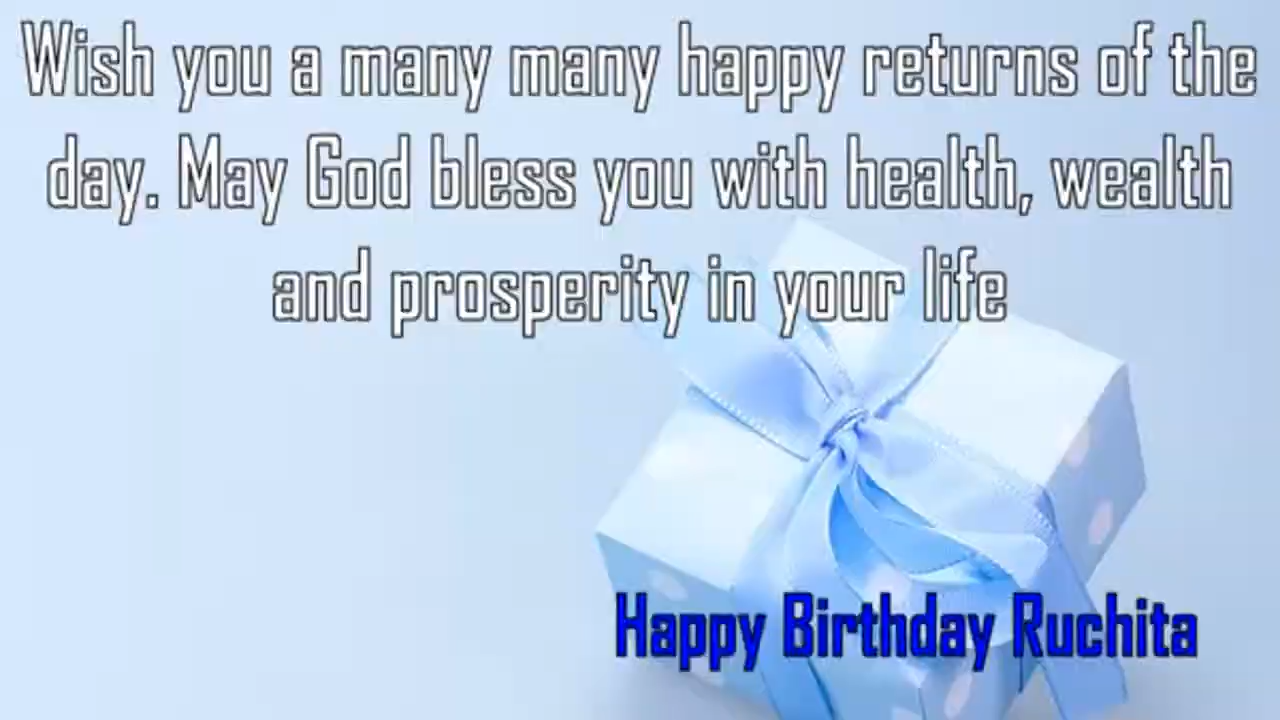 Wish you a many many happy returns of the
day. May God bless you with health, wealth
and prosperity in your life
Happy Birthday Ruchita